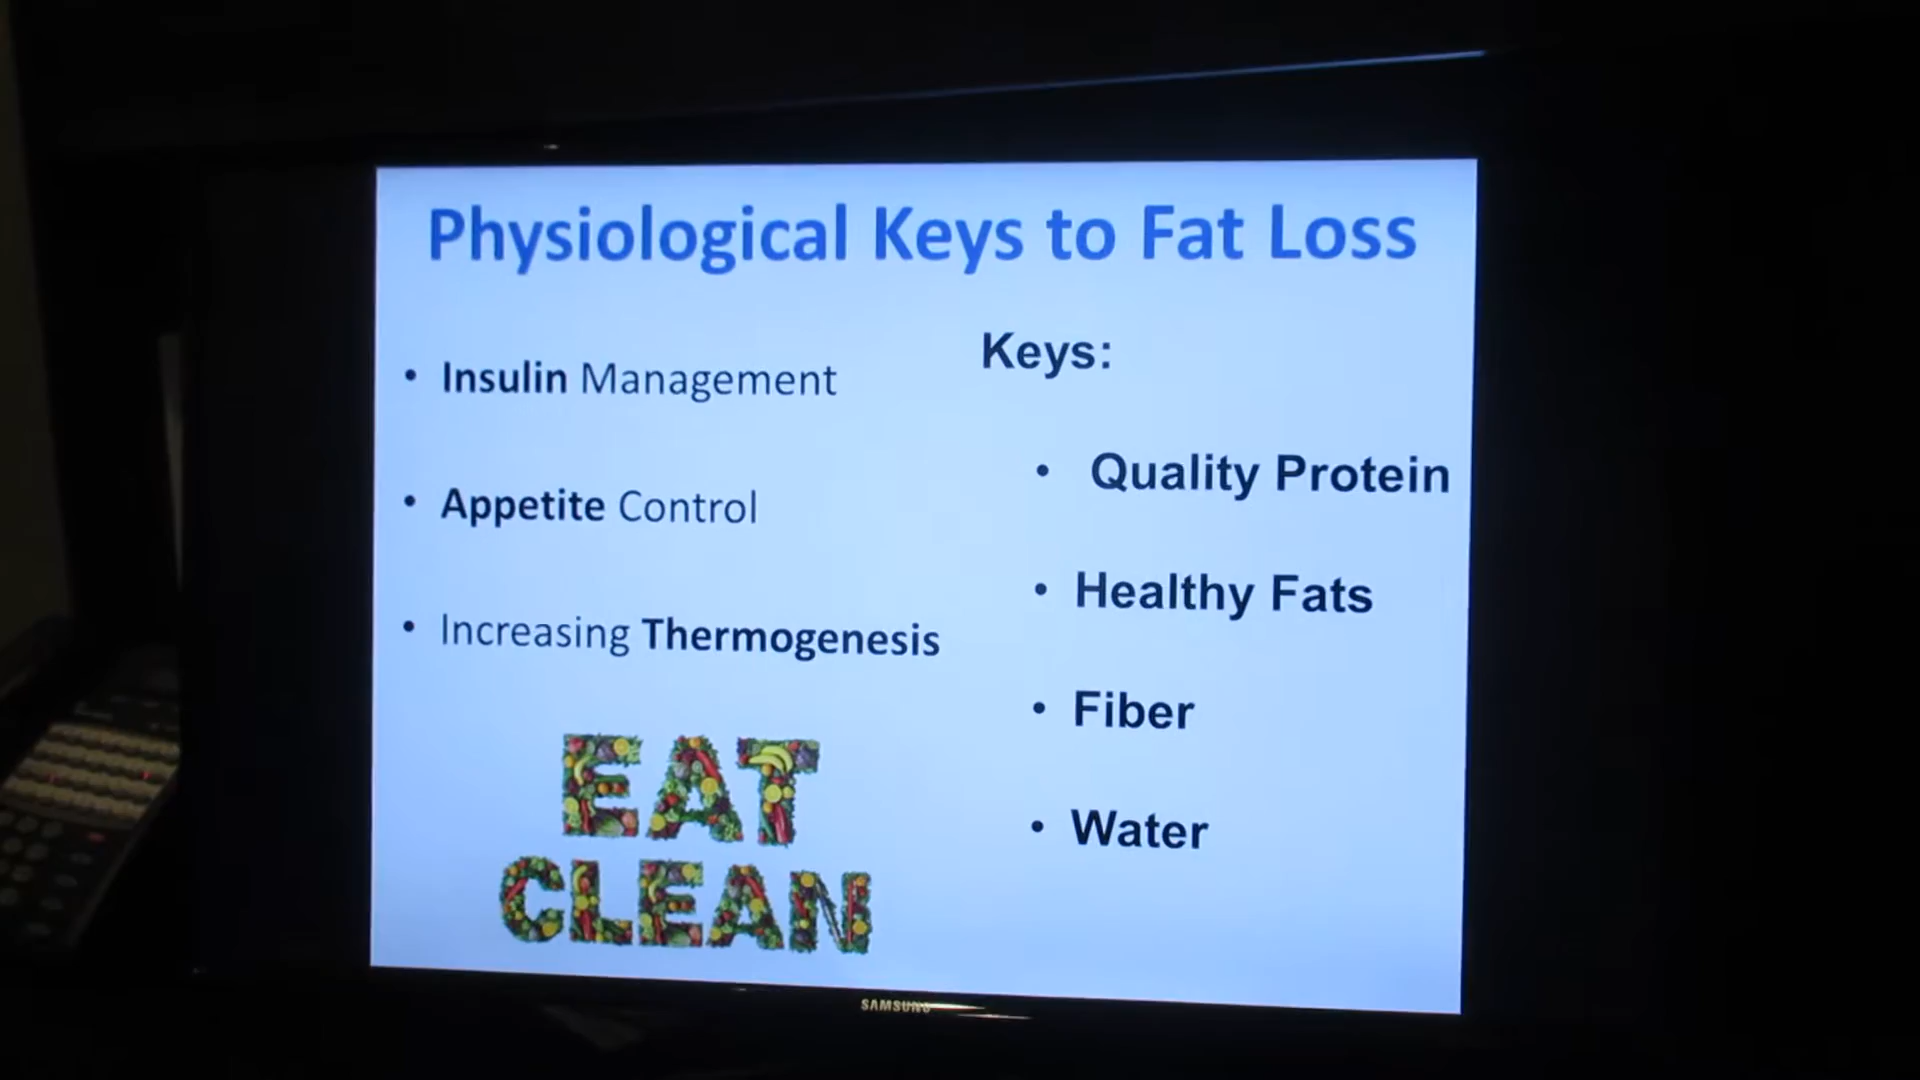 Physiological Keys to Fat Loss
• Insulin Management
• Appetite Control
• Increasing Thermogenesis
EAT
CLEAN
Keys:
• Quality Protein
• Healthy Fats
• Fiber
• Water
SAMSUNG